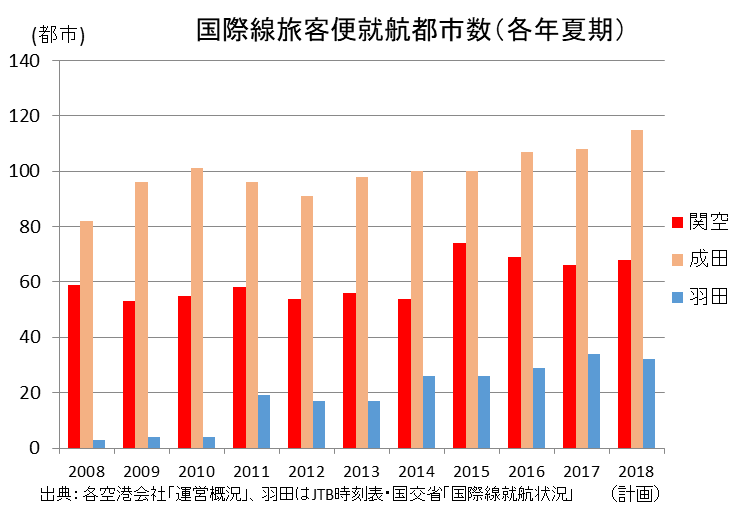 国際線旅客便就航都市数（各年夏期）
(都市)
140
120
100
80
60
40
20
0
関空
成田
羽田
2008 2009 2010 2011 2012 2013 2014 2015 2016 2017 2018
（計画）
出典：各空港会社「運営概況」、羽田はJTB時刻表・国交省「国際線就航状況」